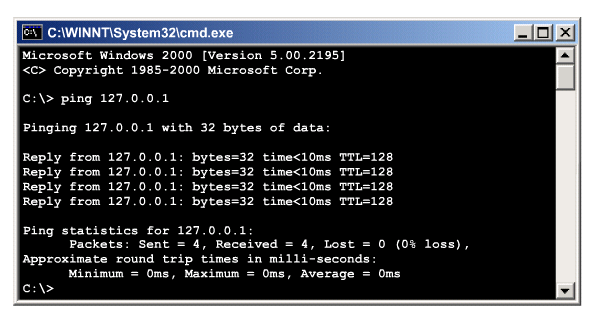 C:\WINNT\System32\cmd.exe
Microsoft Windows 2000 [Version 5.00.2195]
<C> Copyright 1985-2000 Microsoft Corp.
C:\> ping 127.0.0.1
Pinging 127.0.0.1 with 32 bytes of data:
Reply from 127.0.0.1: bytes=32 time<10ms TTL=128
Reply from 127.0.0.1: bytes=32 time<10ms TTL=128
Reply from 127.0.0.1: bytes=32 time<10ms TTL=128
Reply from 127.0.0.1: bytes=32 time<10ms TTL=128
Ping statistics for 127.0.0.1:
Packets: Sent = 4, Received = 4, Lost = 0 (0% loss),
Approximate round trip times in milli-seconds:
Minimum = 0ms, Maximum = 0ms, Average = 0ms
C:\>